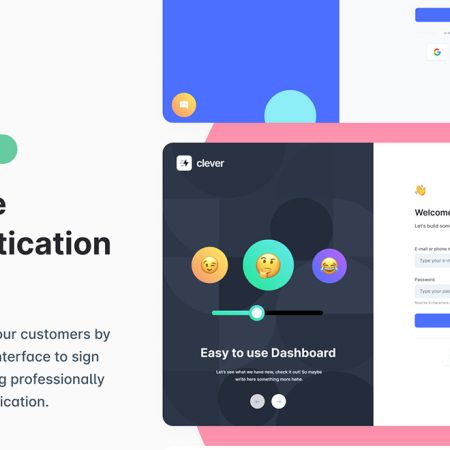 e
tication
our customers by
nterface to sign
g professionally
ication.
clever
Easy to use Dashboard
Let's see what we have new, check it out! So maybe
write here something more hehe.
Welcome
Let's build som
E-mail or phone n
Type your e-m
Password
Type your pas